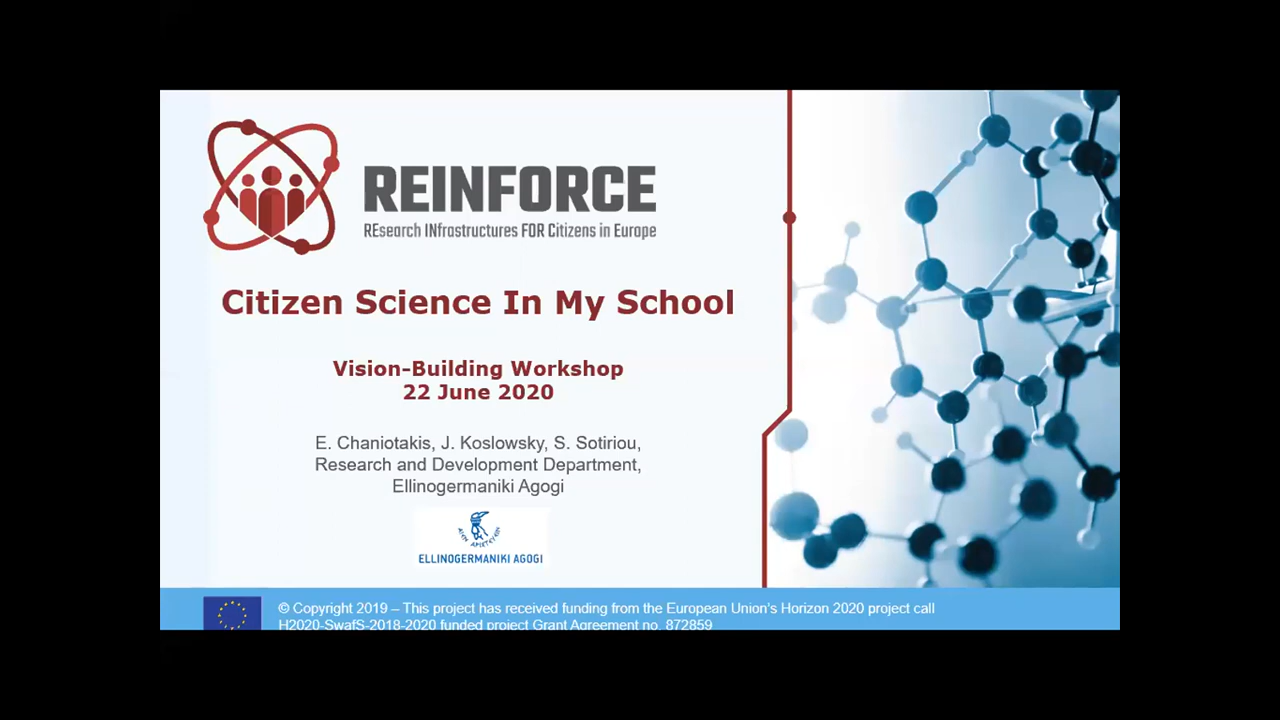 REINFORCE
REsearch INfrastructures FOR Citizens in Europe
Citizen Science In My School
Vision-Building Workshop
22 June 2020
E. Chaniotakis, J. Koslowsky, S. Sotiriou,
Research and Development Department,
Ellinogermaniki Agogi
ΑΙΕΝ ΑΡΙΣΤΕΥΕΙΝ
ELLINOGERMANIKI AGOGI
© Copyright 2019 – This project has received funding from the European Union's Horizon 2020 project call
H2020-SwafS-2018-2020 funded project Grant Agreement no. 872859